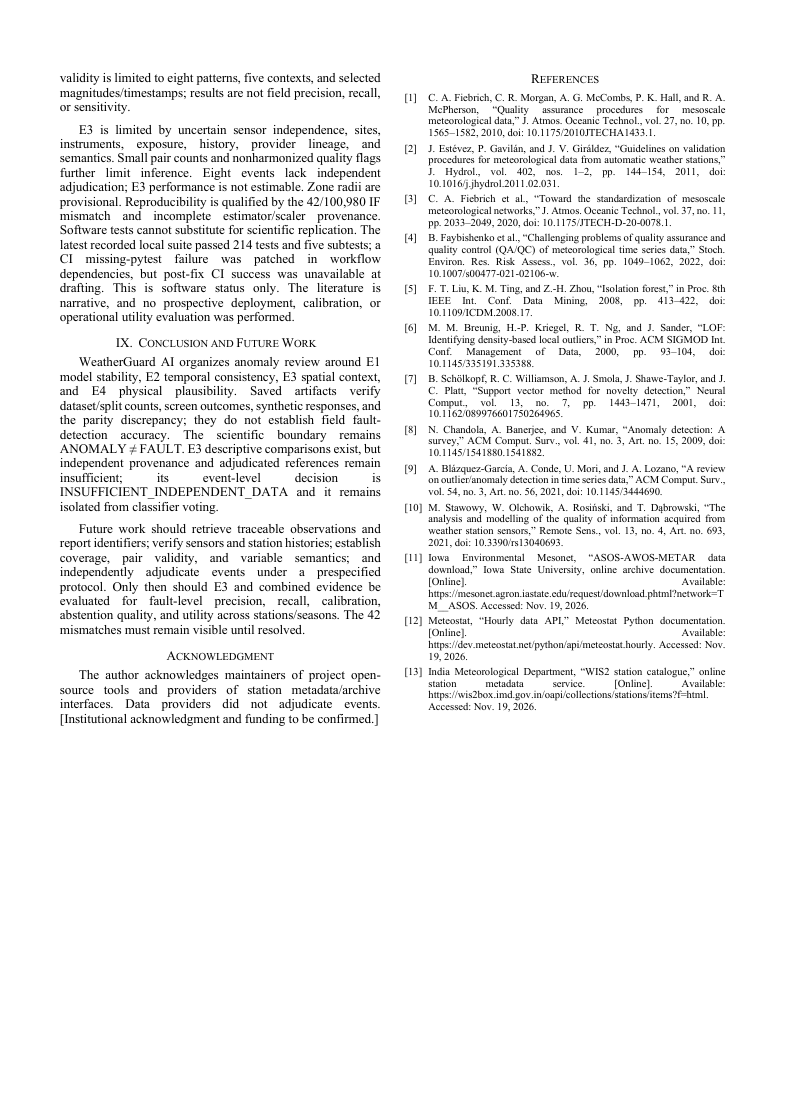 validity is limited to eight patterns, five contexts, and selected
magnitudes/timestamps; results are not field precision, recall,
or sensitivity.
E3 is limited by uncertain sensor independence, sites,
instruments, exposure, history, provider lineage, and
semantics. Small pair counts and nonharmonized quality flags
further limit inference. Eight events lack independent
adjudication; E3 performance is not estimable. Zone radii are
provisional. Reproducibility is qualified by the 42/100,980 IF
mismatch and incomplete estimator/scaler provenance.
Software tests cannot substitute for scientific replication. The
latest recorded local suite passed 214 tests and five subtests; a
CI missing-pytest failure was patched in workflow
dependencies, but post-fix CI success was unavailable at
drafting. This is software status only. The literature is
narrative, and no prospective deployment, calibration, or
operational utility evaluation was performed.
IX. CONCLUSION AND FUTURE WORK
WeatherGuard AI organizes anomaly review around E1
model stability, E2 temporal consistency, E3 spatial context,
and E4 physical plausibility. Saved artifacts verify
dataset/split counts, screen outcomes, synthetic responses, and
the parity discrepancy; they do not establish field fault-
detection accuracy. The scientific boundary remains
ANOMALY ≠ FAULT. E3 descriptive comparisons exist, but
independent provenance and adjudicated references remain
insufficient; its event-level decision is
INSUFFICIENT_INDEPENDENT_DATA and it remains
isolated from classifier voting.
Future work should retrieve traceable observations and
report identifiers; verify sensors and station histories; establish
coverage, pair validity, and variable semantics; and
independently adjudicate events under a prespecified
protocol. Only then should E3 and combined evidence be
evaluated for fault-level precision, recall, calibration,
abstention quality, and utility across stations/seasons. The 42
mismatches must remain visible until resolved.
ACKNOWLEDGMENT
The author acknowledges maintainers of project open-
source tools and providers of station metadata/archive
interfaces. Data providers did not adjudicate events.
[Institutional acknowledgment and funding to be confirmed.]
REFERENCES
[1] C. A. Fiebrich, C. R. Morgan, A. G. McCombs, P. K. Hall, and R. A.
McPherson, “Quality assurance procedures for mesoscale
meteorological data,” J. Atmos. Oceanic Technol., vol. 27, no. 10, pp.
1565–1582, 2010, doi: 10.1175/2010JTECHA1433.1.
[2] J. Estévez, P. Gavilán, and J. V. Giráldez, “Guidelines on validation
procedures for meteorological data from automatic weather stations,”
J. Hydrol., vol. 402, nos. 1–2, pp. 144–154, 2011, doi:
10.1016/j.jhydrol.2011.02.031.
[3] C. A. Fiebrich et al., “Toward the standardization of mesoscale
meteorological networks,” J. Atmos. Oceanic Technol., vol. 37, no. 11,
pp. 2033–2049, 2020, doi: 10.1175/JTECH-D-20-0078.1.
[4] B. Faybishenko et al., “Challenging problems of quality assurance and
quality control (QA/QC) of meteorological time series data,” Stoch.
Environ. Res. Risk Assess., vol. 36, pp. 1049–1062, 2022, doi:
10.1007/s00477-021-02106-w.
[5] F. T. Liu, K. M. Ting, and Z.-H. Zhou, “Isolation forest,” in Proc. 8th
IEEE Int. Conf. Data Mining, 2008, pp. 413–422, doi:
10.1109/ICDM.2008.17.
[6] M. M. Breunig, H.-P. Kriegel, R. T. Ng, and J. Sander, “LOF:
Identifying density-based local outliers,” in Proc. ACM SIGMOD Int.
Conf. Management of Data, 2000, pp. 93–104, doi:
10.1145/335191.335388.
[7] B. Schölkopf, R. C. Williamson, A. J. Smola, J. Shawe-Taylor, and J.
C. Platt, “Support vector method for novelty detection,” Neural
Comput., vol. 13, no. 7, pp. 1443–1471, 2001, doi:
10.1162/089976601750264965.
[8] N. Chandola, A. Banerjee, and V. Kumar, “Anomaly detection: A
survey,” ACM Comput. Surv., vol. 41, no. 3, Art. no. 15, 2009, doi:
10.1145/1541880.1541882.
[9] A. Blázquez-García, A. Conde, U. Mori, and J. A. Lozano, “A review
on outlier/anomaly detection in time series data,” ACM Comput. Surv.,
vol. 54, no. 3, Art. no. 56, 2021, doi: 10.1145/3444690.
[10] M. Stawowy, W. Olchowik, A. Rosiński, and T. Dąbrowski, “The
analysis and modelling of the quality of information acquired from
weather station sensors,” Remote Sens., vol. 13, no. 4, Art. no. 693,
2021, doi: 10.3390/rs13040693.
[11] Iowa Environmental Mesonet, “ASOS-AWOS-METAR data
download,” Iowa State University, online archive documentation.
[Online]. Available:
https://mesonet.agron.iastate.edu/request/download.phtml?network=T
M__ASOS. Accessed: Nov. 19, 2026.
[12] Meteostat, “Hourly data API,” Meteostat Python documentation.
[Online]. Available:
https://dev.meteostat.net/python/api/meteostat.hourly. Accessed: Nov.
19, 2026.
[13] India Meteorological Department, “WIS2 station catalogue,” online
station metadata service. [Online]. Available:
https://wis2box.imd.gov.in/oapi/collections/stations/items?f=html.
Accessed: Nov. 19, 2026.